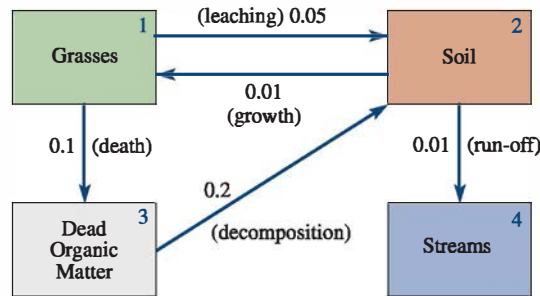 (leaching) 0.05
1
Grasses
2
Soil
0.01
(growth)
0.1 (death)
0.01 (run-off)
0.2
(decomposition)
3
Dead
Organic
Matter
4
Streams